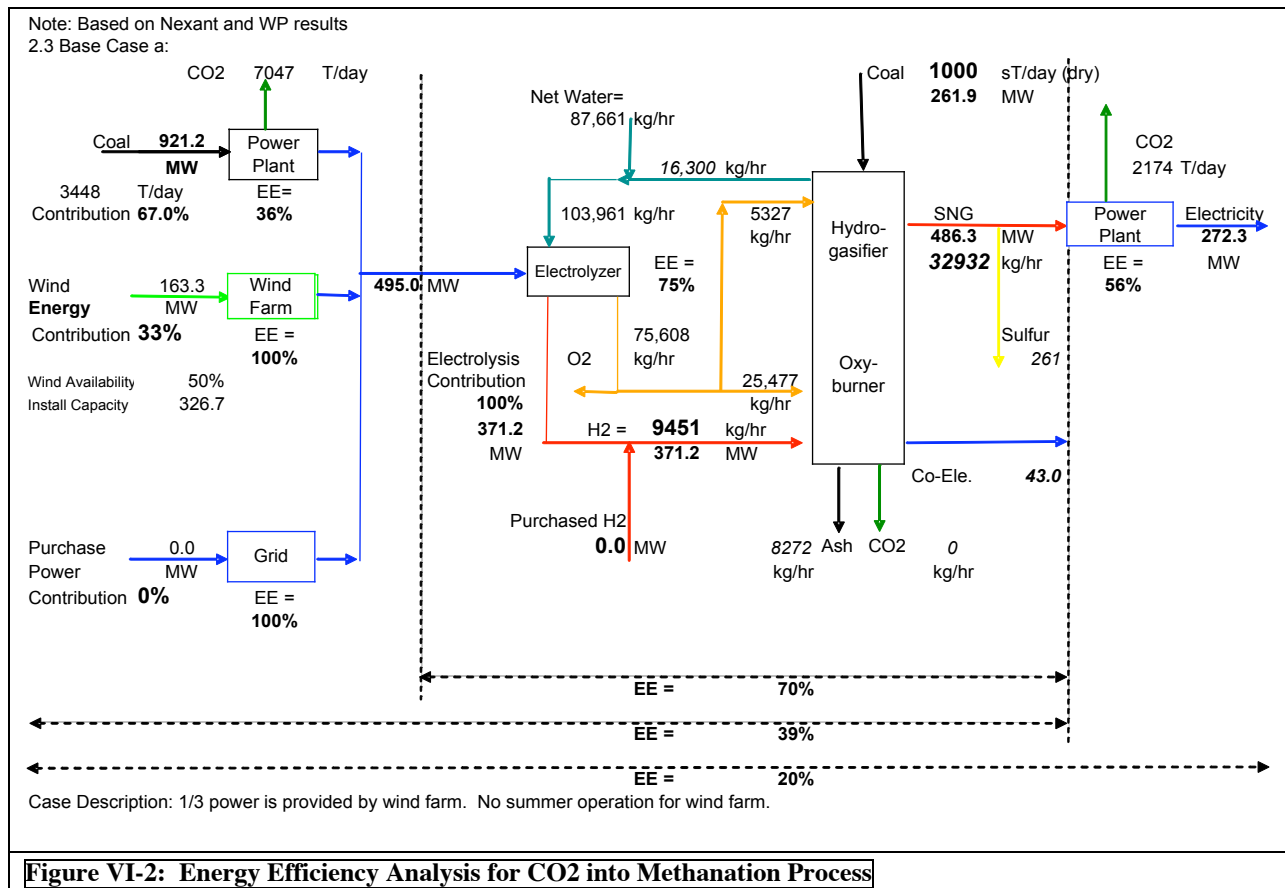 Note: Based on Nexant and WP results
2.3 Base Case a:
CO2 7047 T/day
Coal 1000 sT/day (dry)
261.9 MW
Net Water=
87,661 kg/hr
Coal 921.2
MW
Power
Plant
3448 T/day
EE=
Contribution 67.0%
36%
16,300 kg/hr
103,961 kg/hr
5327
kg/hr
CO2
2174 T/day
Hydro-
gasifier
SNG
486.3 MW
32932 kg/hr
Power
Plant
Electricity
272.3
MW
EE =
56%
Wind
Energy
163.3
MW
Wind
Farm
Contribution 33%
EE =
100%
495.0 MW
Electrolyzer
EE =
75%
75,608
kg/hr
Sulfur
261
Wind Availability 50%
Install Capacity 326.7
Electrolysis
Contribution
100%
371.2
MW
O2
25,477
kg/hr
Oxy-
burner
H2 = 9451 kg/hr
371.2 MW
Co-Ele. 43.0
Purchased H2
0.0 MW
8272 Ash CO2 0
kg/hr kg/hr
Purchase
Power
0.0
MW
Grid
Contribution 0%
EE =
100%
EE = 70%
EE = 39%
EE = 20%
Case Description: 1/3 power is provided by wind farm. No summer operation for wind farm.
Figure VI-2: Energy Efficiency Analysis for CO2 into Methanation Process